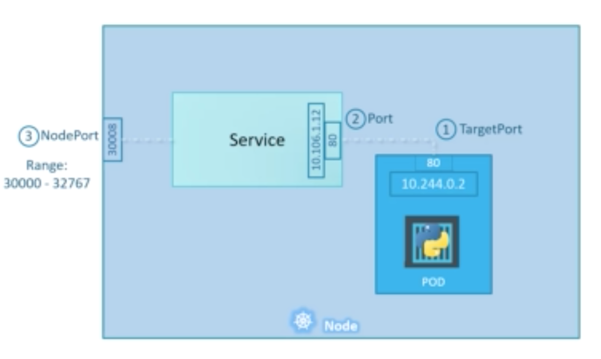 3 NodePort
Range:
30000 - 32767
30008
Service
10.106.1.12
80
2 Port
1 TargetPort
80
10.244.0.2
POD
Node